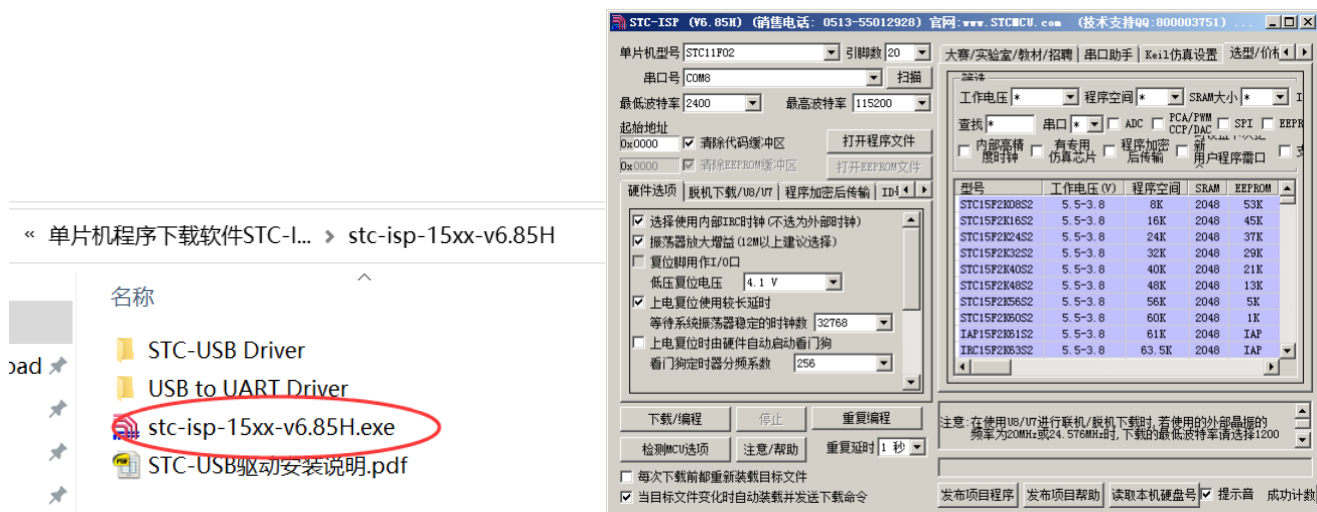 « 单片机程序下载软件STC-I... > stc-isp-15xx-v6.85H
名称
STC-USB Driver
USB to UART Driver
stc-isp-15xx-v6.85H.exe
STC-USB驱动安装说明.pdf
STC-ISP (V6.85H) (销售电话: 0513-55012928) 官网:www.STCMCU.com (技术支持QQ:800003751) ...
单片机型号 STC11F02 引脚数 20
串口号 COM8 扫描
最低波特率 2400 最高波特率 115200
起始地址
0x0000 清除代码缓冲区 打开程序文件
0x0000 清除EEPROM缓冲区 打开EEPROM文件
硬件选项 脱机下载/U8/U7 程序加密后传输
选择使用内部IRC时钟(不选为外部时钟)
振荡器放大增益(12M以上建议选择)
复位脚用作I/O口
低压复位电压 4.1 V
上电复位使用较长延时
等待系统振荡器稳定的时钟数 32768
上电复位时由硬件自动启动看门狗
看门狗定时器分频系数 256
下载/编程 停止 重复编程
检测MCU选项 注意/帮助 重复延时 1 秒
每次下载前都重新装载目标文件
当目标文件变化时自动装载并发送下载命令
大赛/实验室/教材/招聘 串口助手 Keil仿真设置 选型/价
筛选
工作电压 * 程序空间 * SRAM大小 *
查找 * 串口 * ADC PCA/PWM CCP/DAC SPI EEPR
内部高精度时钟 有专用仿真芯片 程序加密后传输 用户程序需口
型号 工作电压(V) 程序空间 SRAM EEPROM
STC15F2K08S2 5.5-3.8 8K 2048 53K
STC15F2K16S2 5.5-3.8 16K 2048 45K
STC15F2K24S2 5.5-3.8 24K 2048 37K
STC15F2K32S2 5.5-3.8 32K 2048 29K
STC15F2K40S2 5.5-3.8 40K 2048 21K
STC15F2K48S2 5.5-3.8 48K 2048 13K
STC15F2K56S2 5.5-3.8 56K 2048 5K
STC15F2K60S2 5.5-3.8 60K 2048 1K
IAP15F2K61S2 5.5-3.8 61K 2048 IAP
IRC15F2K63S2 5.5-3.8 63.5K 2048 IAP
注意:在使用U8/U7进行联机/脱机下载时,若使用的外部晶振的
频率为20MHz或24.576MHz时,下载的最低波特率请选择1200
发布项目程序 发布项目帮助 读取本机硬盘号 提示音 成功计数